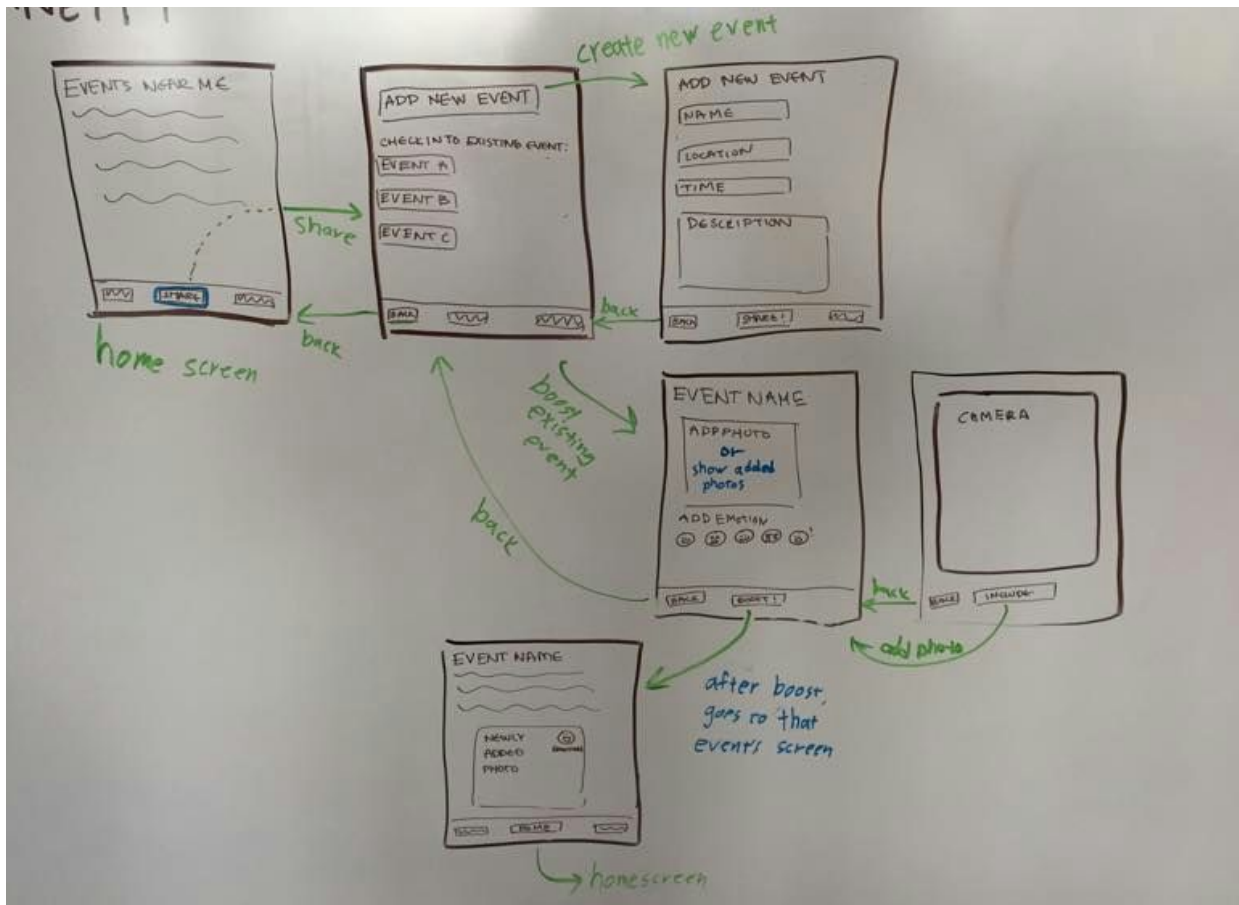 create new event
EVENTS NEAR ME
SHARE
home screen
share
back
ADD NEW EVENT
CHECK IN TO EXISTING EVENT:
EVENT A
EVENT B
EVENT C
BACK
ADD NEW EVENT
NAME
LOCATION
TIME
DESCRIPTION
BACK
back
boost
existing
event
back
EVENT NAME
ADD PHOTO
or
show added
photos
ADD EMOTION
BACK
BOOST!
CAMERA
BACK
INCLUDE
back
add photo
after boost,
goes to that
event's screen
EVENT NAME
NEWLY
ADDED
PHOTO
HOME
homescreen